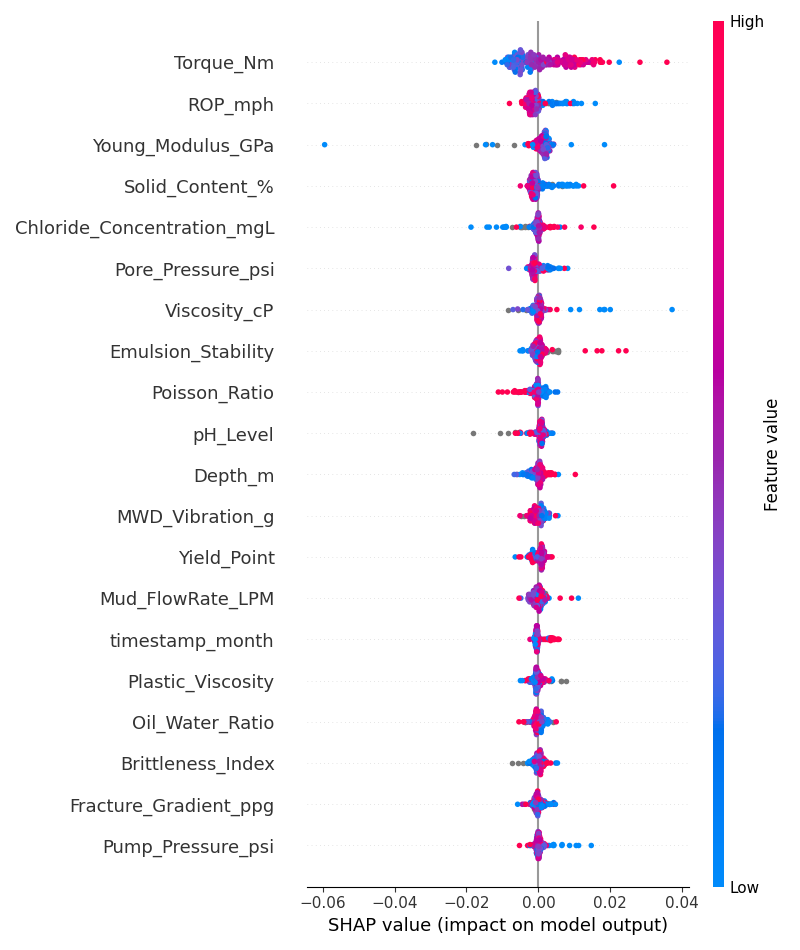 High
Torque_Nm
ROP_mph
Young_Modulus_GPa
Solid_Content_%
Chloride_Concentration_mgL
Pore_Pressure_psi
Viscosity_cP
Emulsion_Stability
Poisson_Ratio
pH_Level
Depth_m
MWD_Vibration_g
Yield_Point
Mud_FlowRate_LPM
timestamp_month
Plastic_Viscosity
Oil_Water_Ratio
Brittleness_Index
Fracture_Gradient_ppg
Pump_Pressure_psi
Feature value
Low
−0.06 −0.04 −0.02 0.00 0.02 0.04
SHAP value (impact on model output)